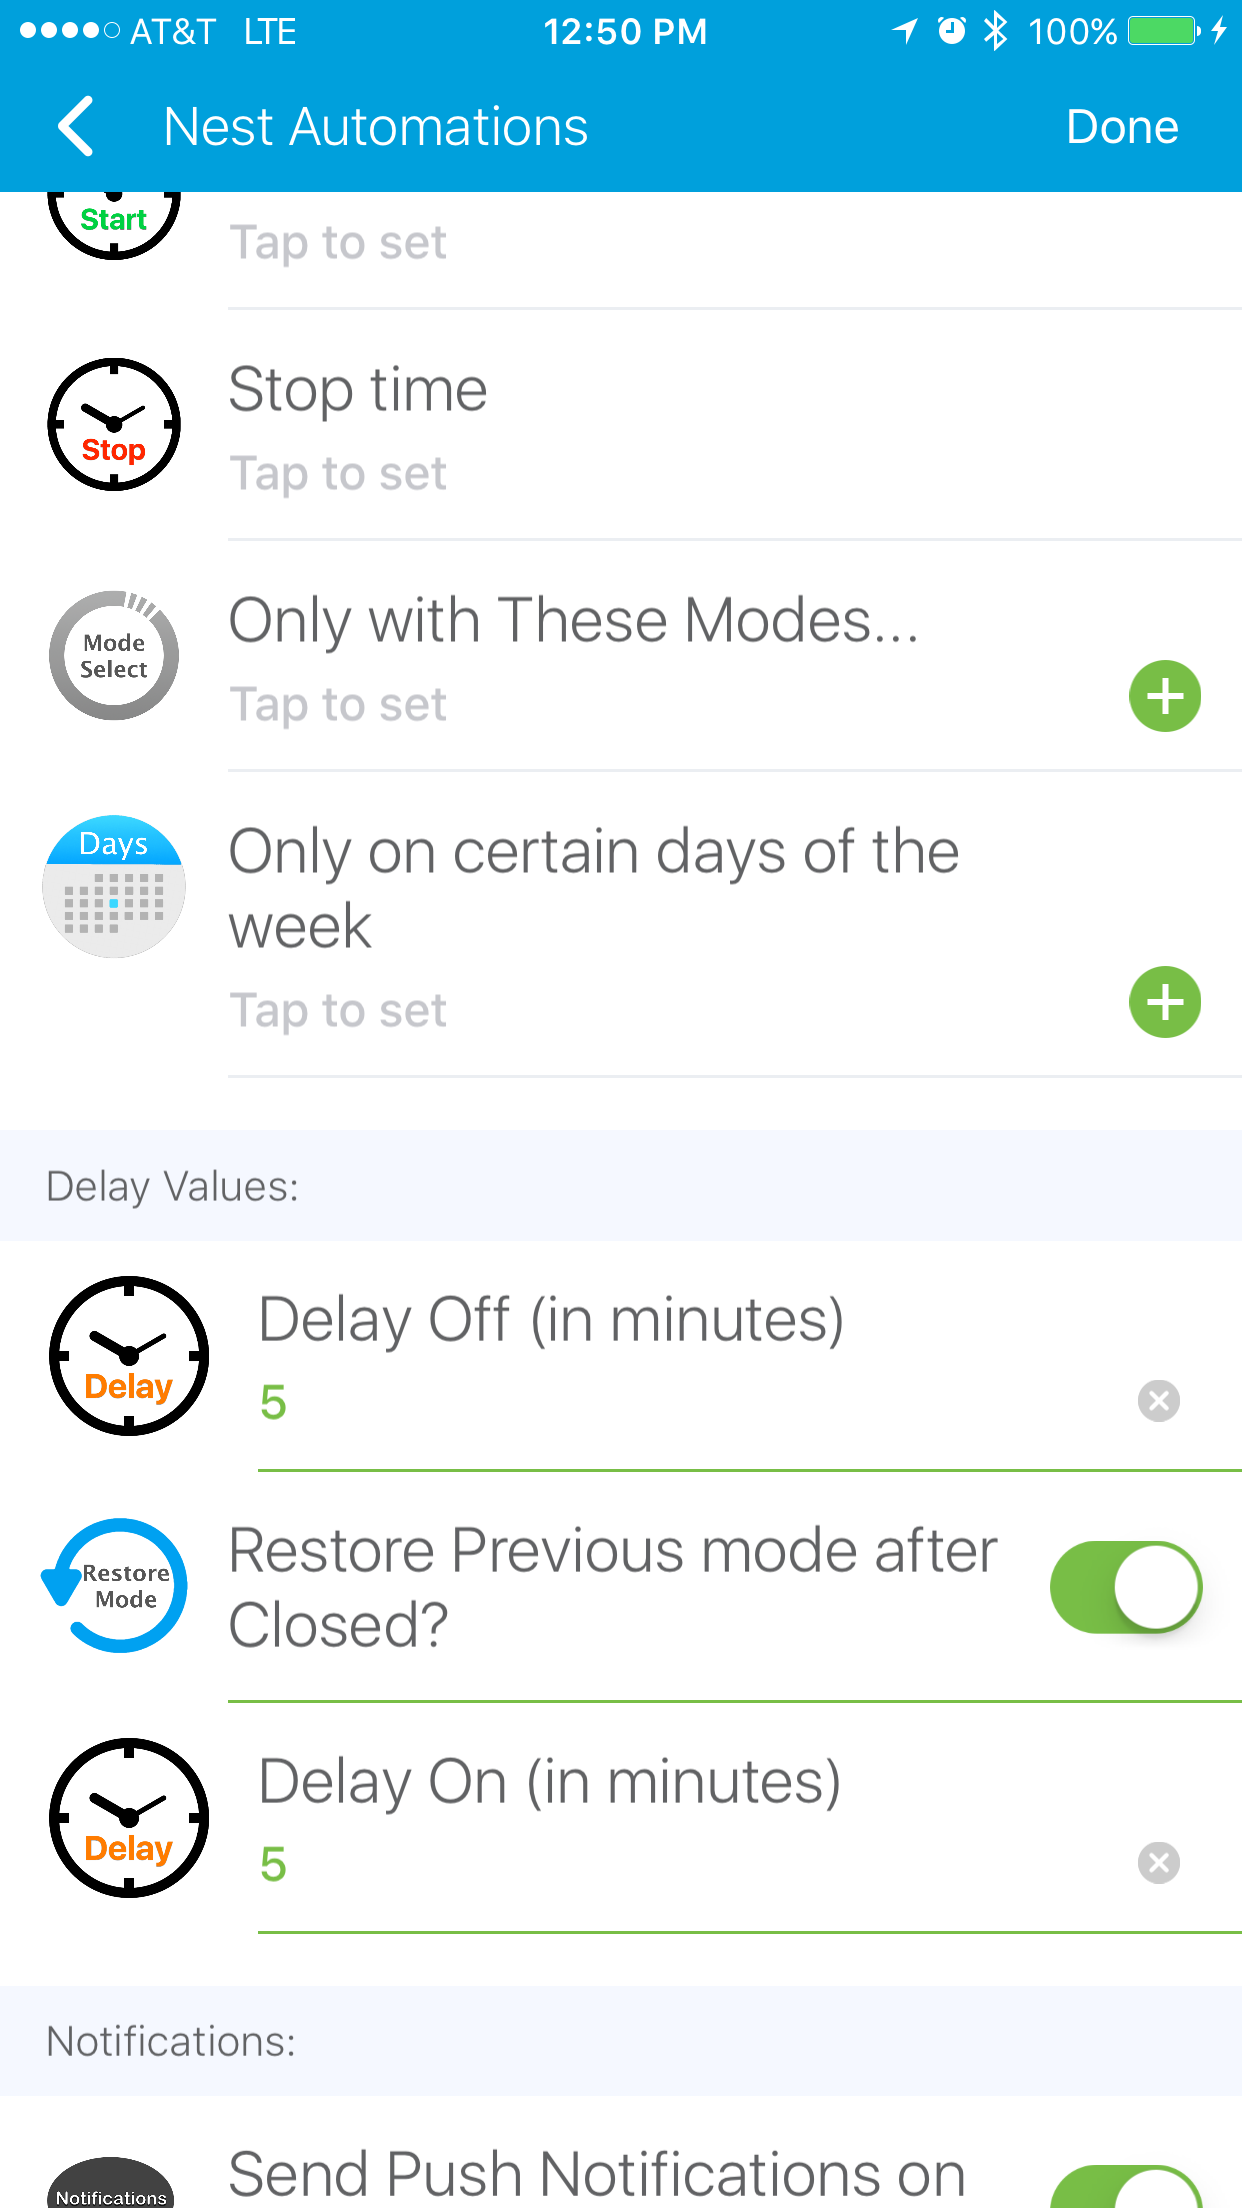 AT&T LTE 12:50 PM 100%
Nest Automations Done
Start
Tap to set
Stop time
Stop
Tap to set
Only with These Modes...
Mode
Select
Tap to set
Only on certain days of the
week
Days
Tap to set
Delay Values:
Delay Off (in minutes)
Delay
5
Restore Previous mode after
Closed?
Restore
Mode
Delay On (in minutes)
Delay
5
Notifications:
Send Push Notifications on
Notifications